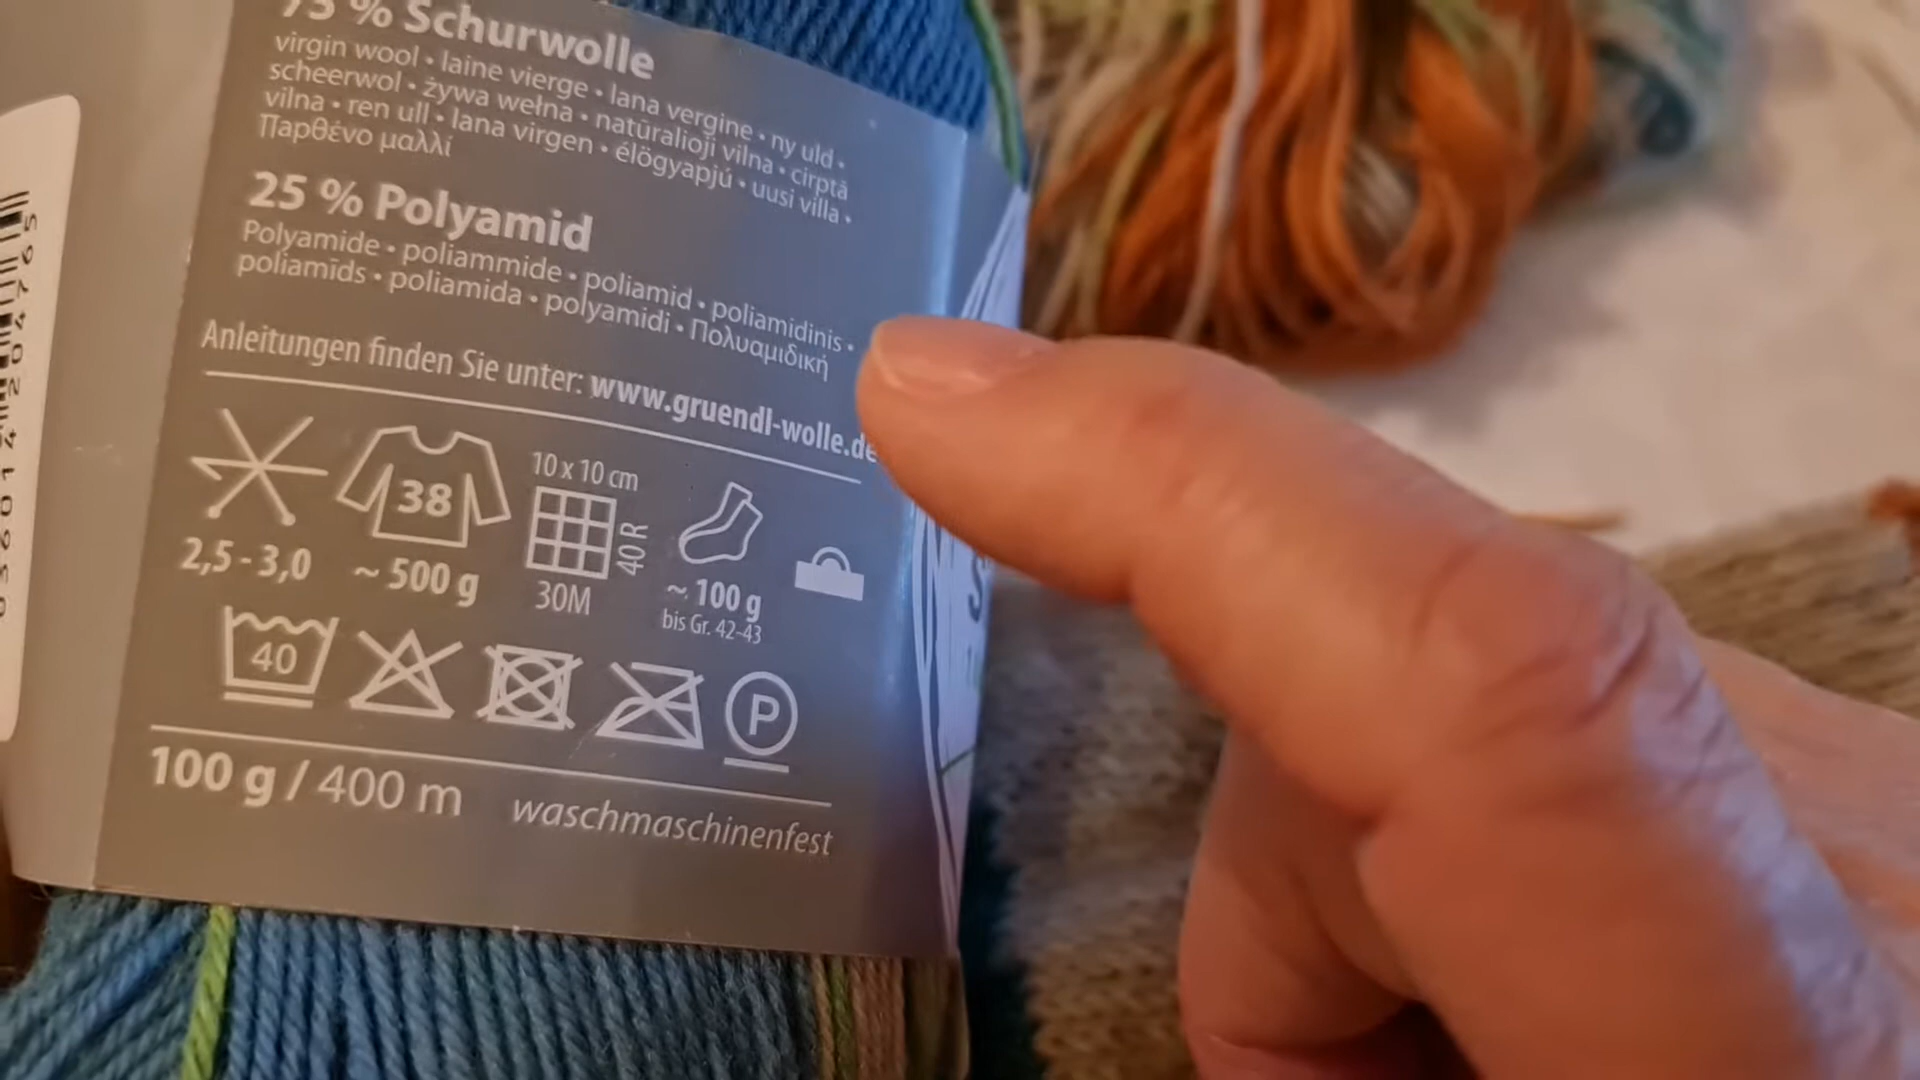 75 % Schurwolle
virgin wool • laine vierge • lana vergine • ny uld •
scheerwol • żywa wełna • natūralioji vilna • cirptā
vilna • ren ull • lana virgen • élőgyapjú • uusi villa •
Παρθένο μαλλί
25 % Polyamid
Polyamide • poliammide • poliamid • poliamidinis •
poliamīds • poliamida • polyamidi • Πολυαμιδική
Anleitungen finden Sie unter: www.gruendl-wolle.de
2,5 - 3,0
38
~ 500 g
10 x 10 cm
40 R
30M
~ 100 g
bis Gr. 42-43
40
P
100 g / 400 m
waschmaschinenfest